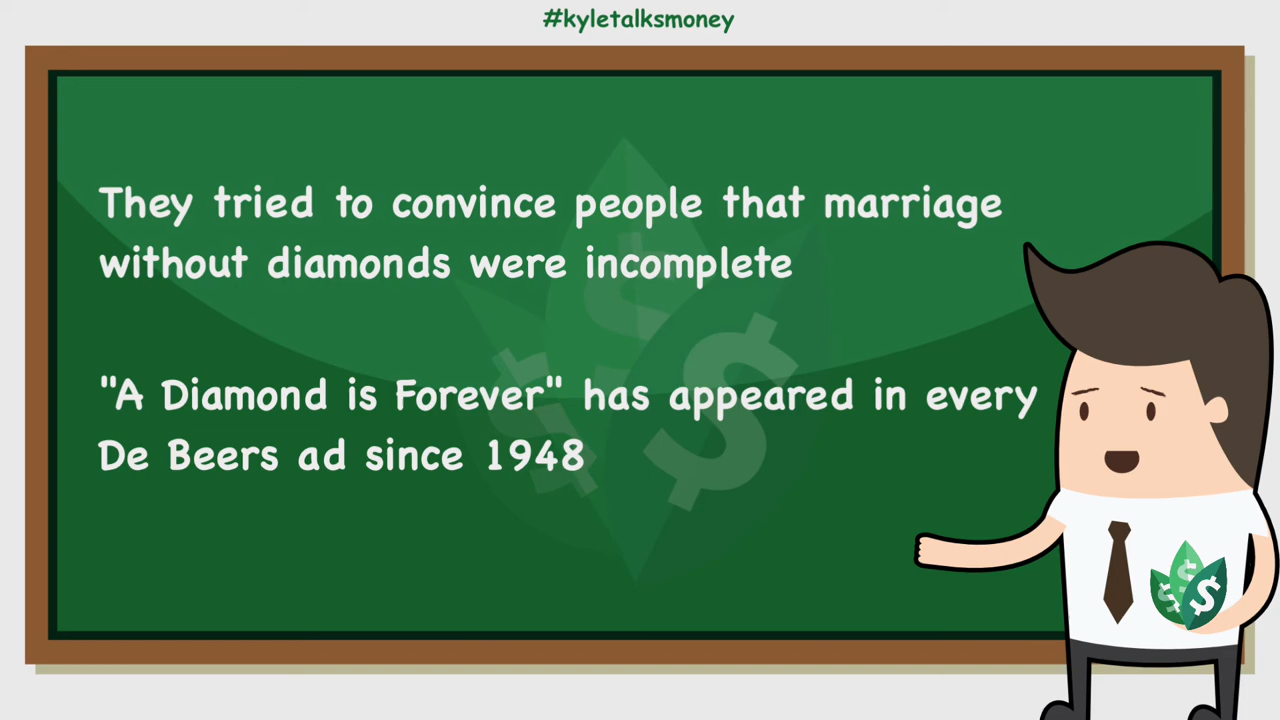 #kyletalksmoney
They tried to convince people that marriage
without diamonds were incomplete
"A Diamond is Forever" has appeared in every
De Beers ad since 1948